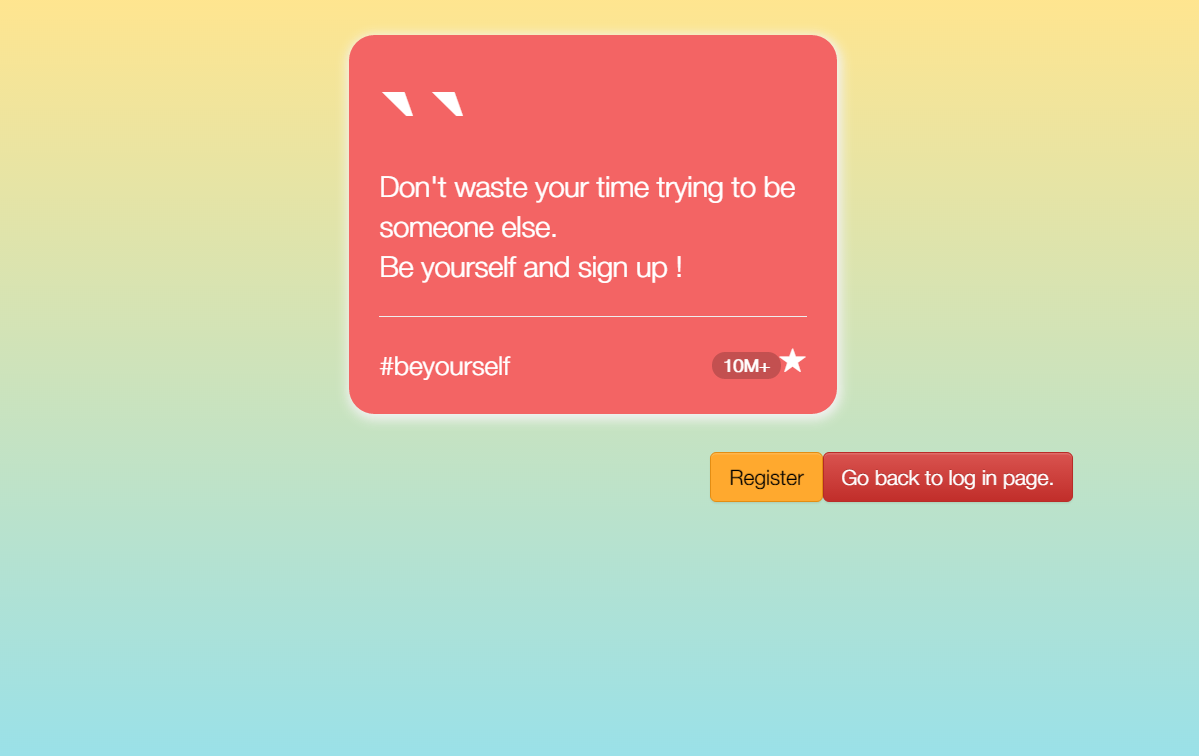 Don't waste your time trying to be
someone else.
Be yourself and sign up !
#beyourself 10M+
Register Go back to log in page.